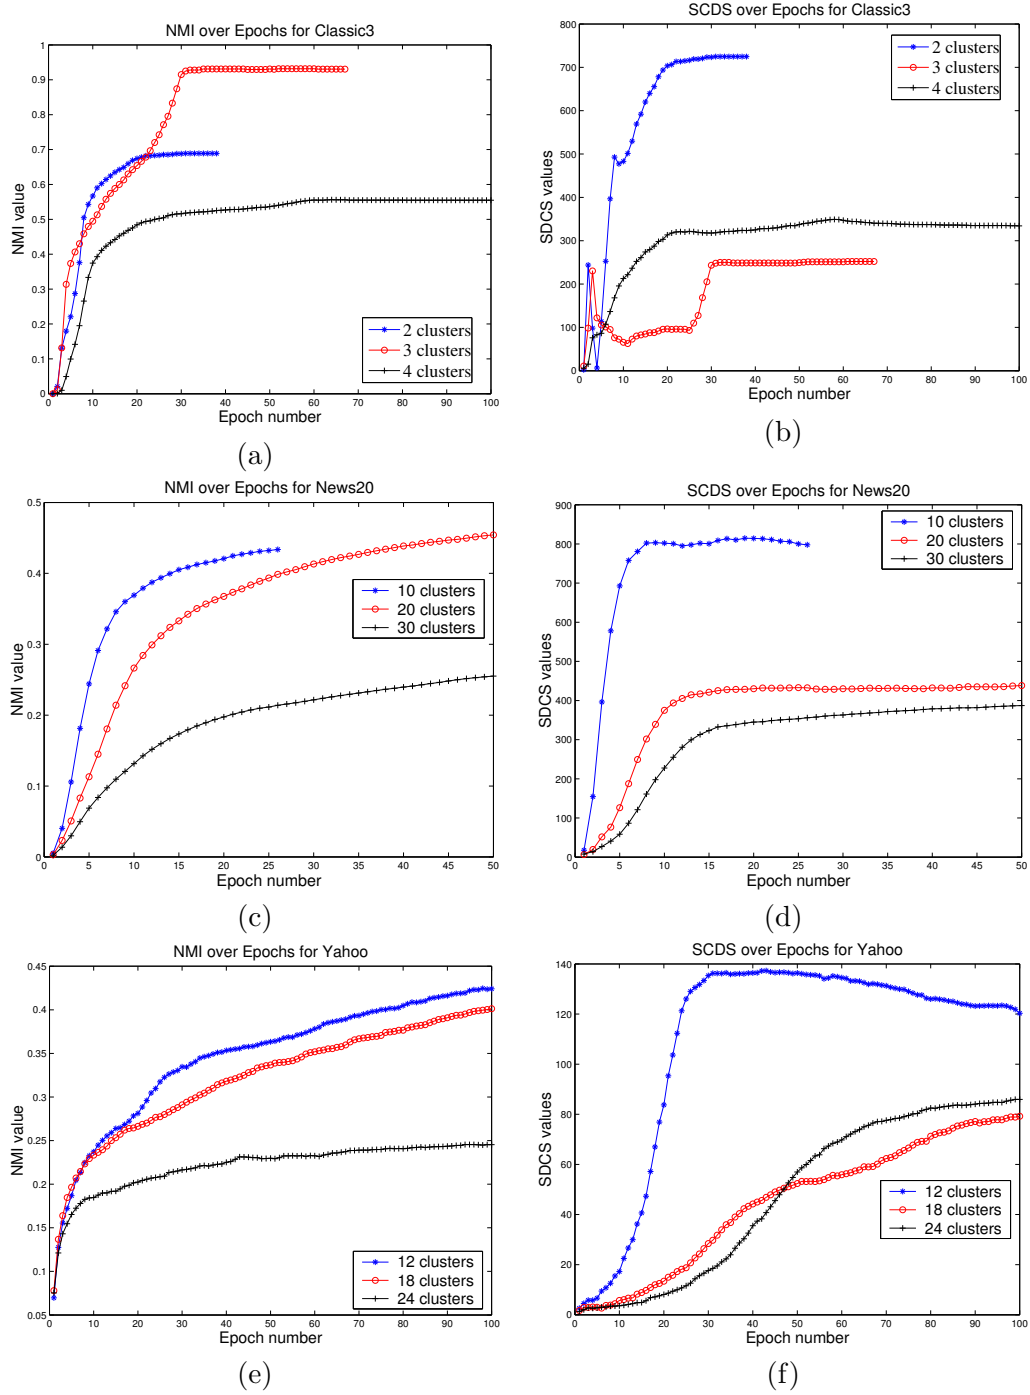 NMI over Epochs for Classic3
1
0.9
0.8
0.7
0.6
0.5
0.4
0.3
0.2
0.1
0
NMI value
2 clusters
3 clusters
4 clusters
0 10 20 30 40 50 60 70 80 90 100
Epoch number
(a)
SCDS over Epochs for Classic3
800
700
600
500
400
300
200
100
0
SDCS values
2 clusters
3 clusters
4 clusters
0 10 20 30 40 50 60 70 80 90 100
Epoch number
(b)
NMI over Epochs for News20
0.5
0.4
0.3
0.2
0.1
0
NMI value
10 clusters
20 clusters
30 clusters
0 5 10 15 20 25 30 35 40 45 50
Epoch number
(c)
SCDS over Epochs for News20
900
800
700
600
500
400
300
200
100
0
SDCS values
10 clusters
20 clusters
30 clusters
0 5 10 15 20 25 30 35 40 45 50
Epoch number
(d)
NMI over Epochs for Yahoo
0.45
0.4
0.35
0.3
0.25
0.2
0.15
0.1
0.05
NMI value
12 clusters
18 clusters
24 clusters
0 10 20 30 40 50 60 70 80 90 100
Epoch number
(e)
SCDS over Epochs for Yahoo
140
120
100
80
60
40
20
0
SDCS values
12 clusters
18 clusters
24 clusters
0 10 20 30 40 50 60 70 80 90 100
Epoch number
(f)